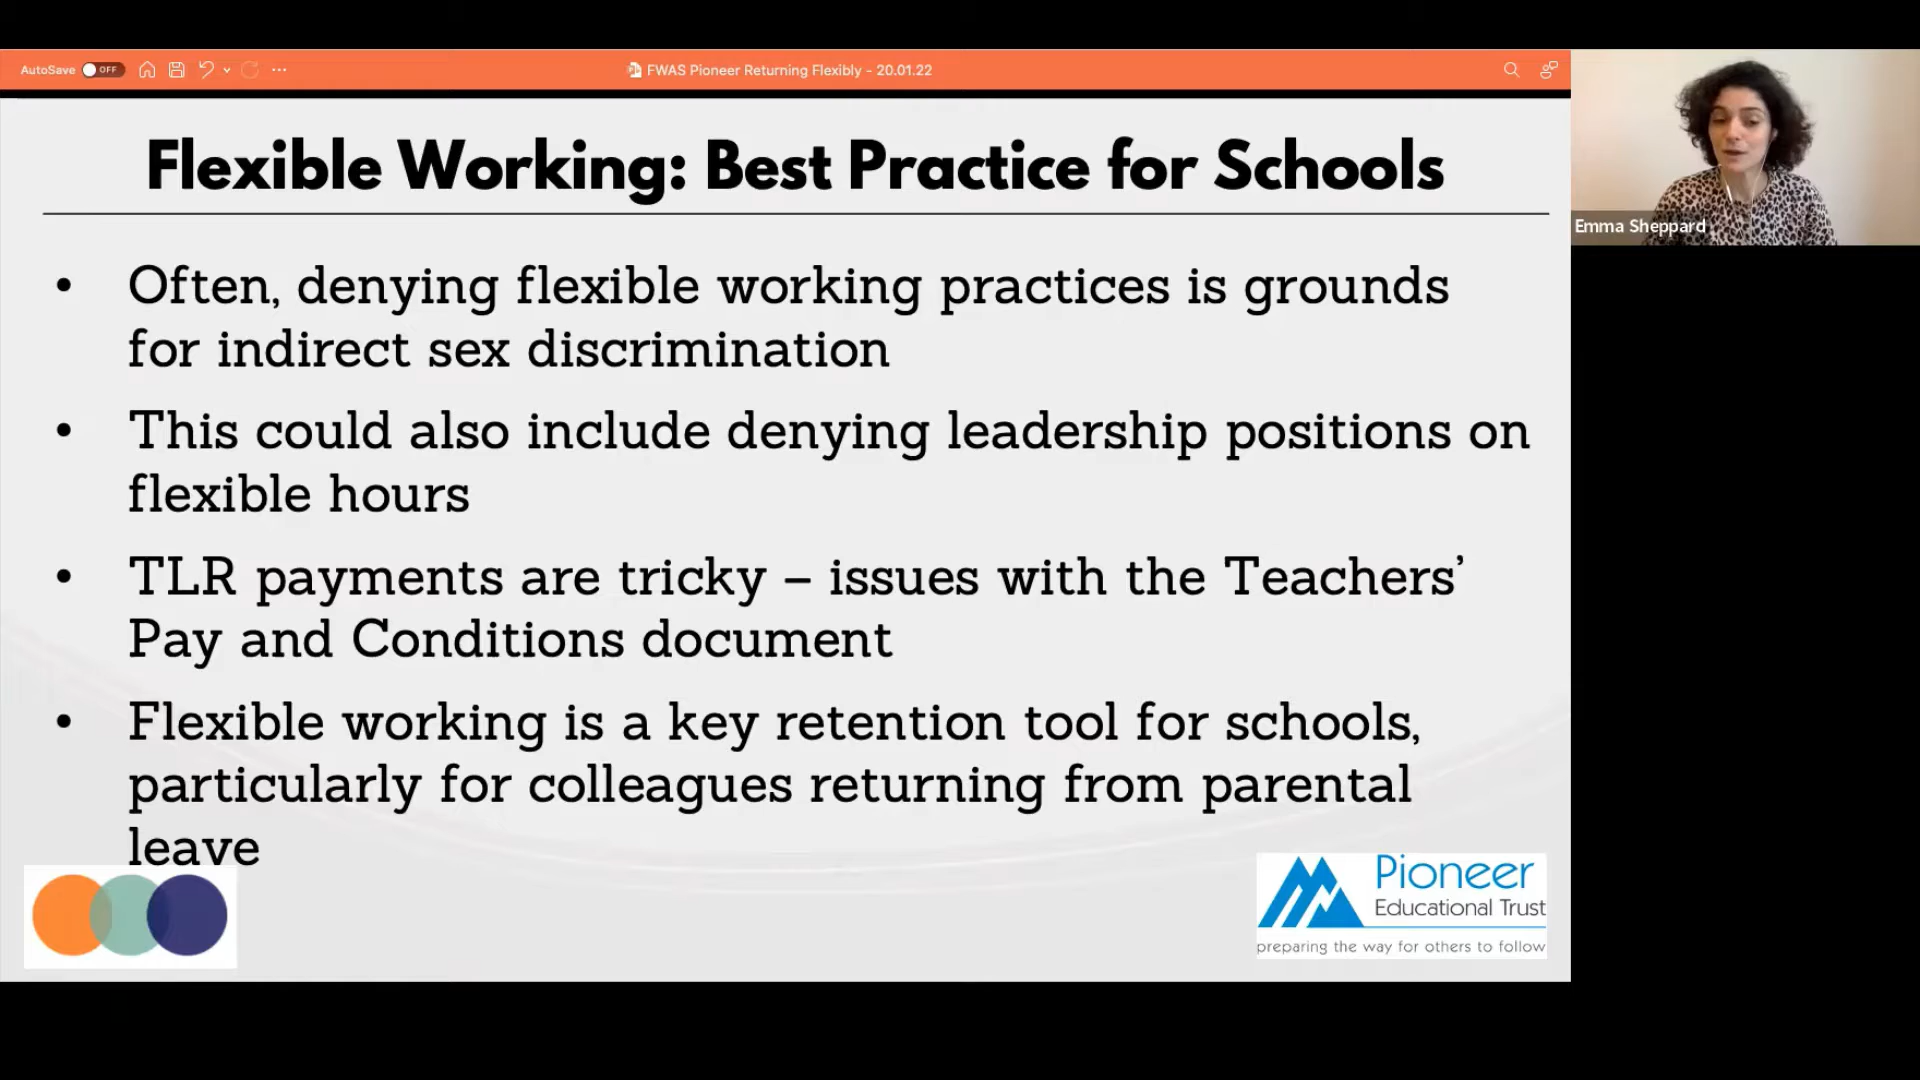 AutoSave OFF
FWAS Pioneer Returning Flexibly - 20.01.22
Flexible Working: Best Practice for Schools
Emma Sheppard
• Often, denying flexible working practices is grounds
for indirect sex discrimination
• This could also include denying leadership positions on
flexible hours
• TLR payments are tricky – issues with the Teachers’
Pay and Conditions document
• Flexible working is a key retention tool for schools,
particularly for colleagues returning from parental
leave
Pioneer
Educational Trust
preparing the way for others to follow